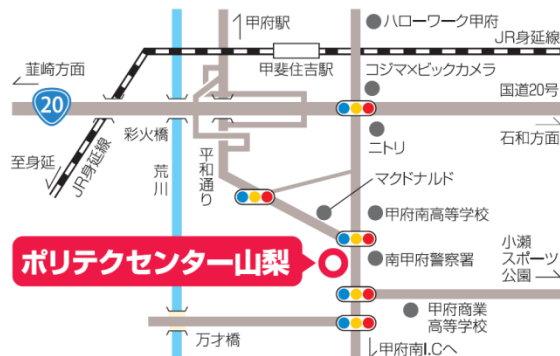 甲府駅
ハローワーク甲府
JR身延線
韮崎方面
甲斐住吉駅
コジマ×ビックカメラ
国道20号
20
彩火橋
石和方面
ニトリ
至身延
JR身延線
荒川
平和通り
マクドナルド
甲府南高等学校
ポリテクセンター山梨
南甲府警察署
小瀬
スポーツ
公園
甲府商業
高等学校
万才橋
甲府南I.Cへ